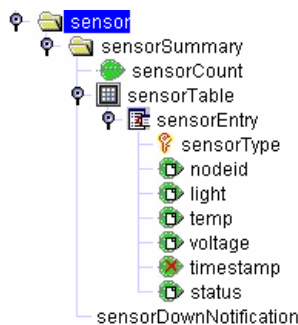 sensor
sensorSummary
sensorCount
sensorTable
sensorEntry
sensorType
nodeid
light
temp
voltage
timestamp
status
sensorDownNotification